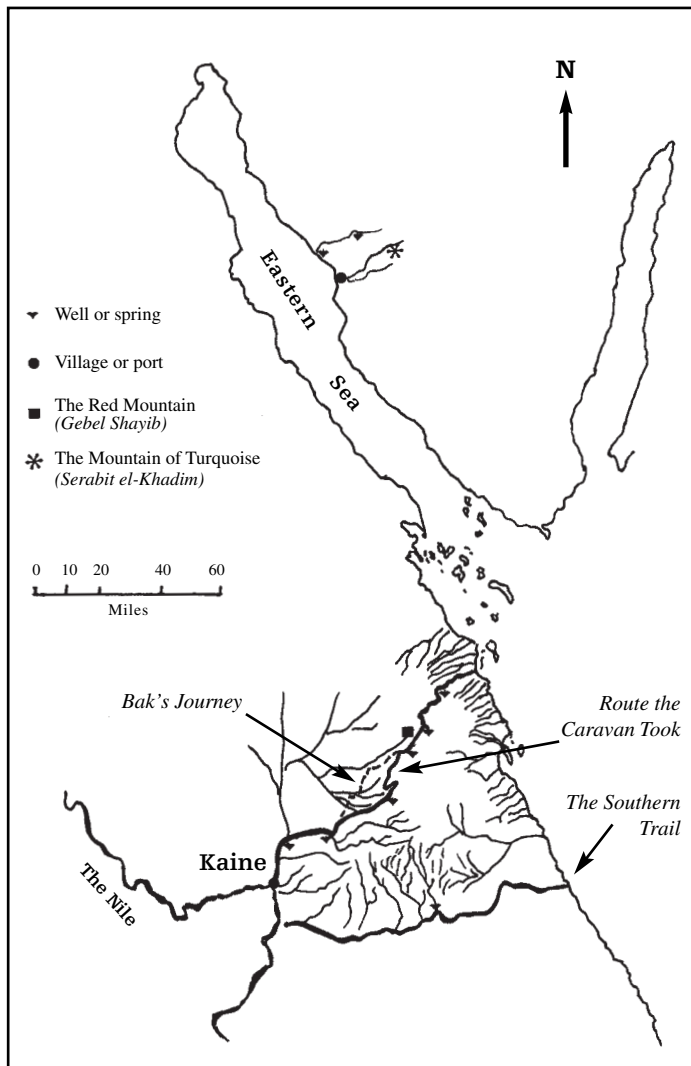 N
Eastern
Sea
Well or spring
Village or port
The Red Mountain
(Gebel Shayib)
The Mountain of Turquoise
(Serabit el-Khadim)
0 10 20 40 60
Miles
Bak's Journey
Route the
Caravan Took
The Southern
Trail
Kaine
The Nile